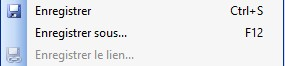 Enregistrer Ctrl+S
Enregistrer sous... F12
Enregistrer le lien...